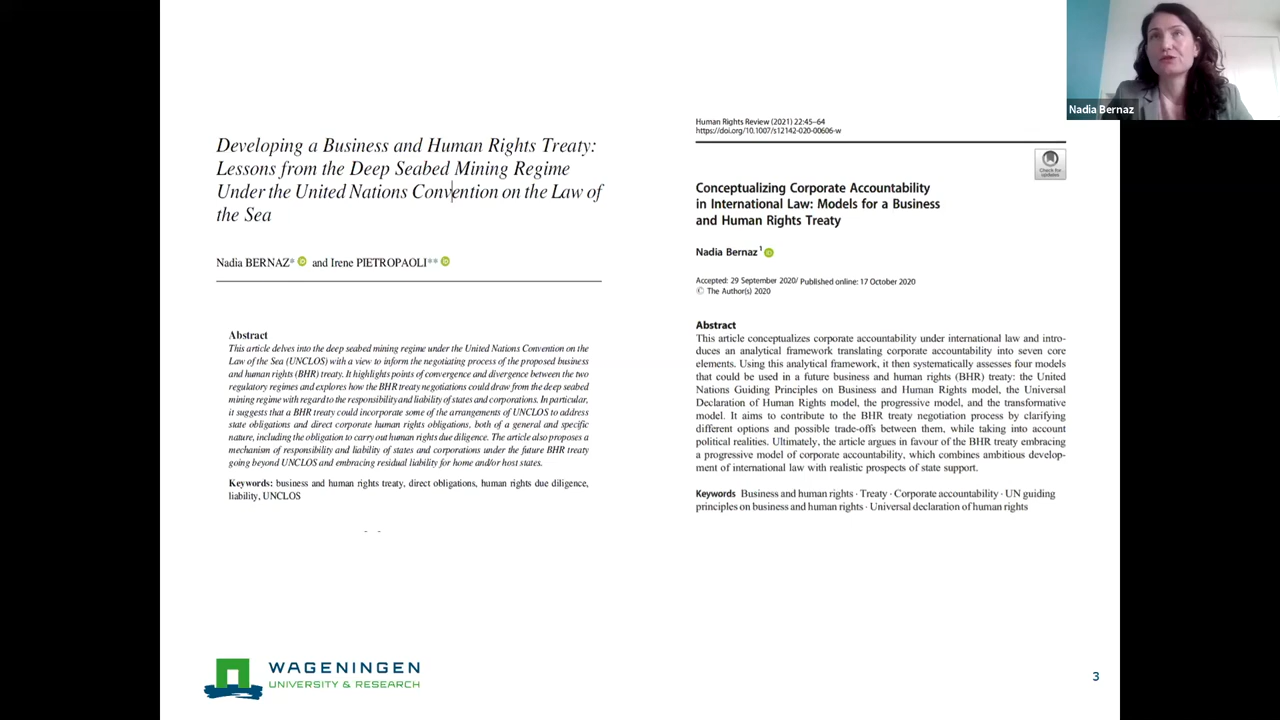 Nadia Bernaz
Developing a Business and Human Rights Treaty:
Lessons from the Deep Seabed Mining Regime
Under the United Nations Convention on the Law of
the Sea
Nadia BERNAZ* and Irene PIETROPAOLI**
Abstract
This article delves into the deep seabed mining regime under the United Nations Convention on the
Law of the Sea (UNCLOS) with a view to inform the negotiating process of the proposed business
and human rights (BHR) treaty. It highlights points of convergence and divergence between the two
regulatory regimes and explores how the BHR treaty negotiations could draw from the deep seabed
mining regime with regard to the responsibility and liability of states and corporations. In particular,
it suggests that a BHR treaty could incorporate some of the arrangements of UNCLOS to address
state obligations and direct corporate human rights obligations, both of a general and specific
nature, including the obligation to carry out human rights due diligence. The article also proposes a
mechanism of responsibility and liability of states and corporations under the future BHR treaty
going beyond UNCLOS and embracing residual liability for home and/or host states.
Keywords: business and human rights treaty, direct obligations, human rights due diligence,
liability, UNCLOS
Human Rights Review (2021) 22:45–64
https://doi.org/10.1007/s12142-020-00606-w
Check for
updates
Conceptualizing Corporate Accountability
in International Law: Models for a Business
and Human Rights Treaty
Nadia Bernaz 1
Accepted: 29 September 2020/ Published online: 17 October 2020
© The Author(s) 2020
Abstract
This article conceptualizes corporate accountability under international law and intro-
duces an analytical framework translating corporate accountability into seven core
elements. Using this analytical framework, it then systematically assesses four models
that could be used in a future business and human rights (BHR) treaty: the United
Nations Guiding Principles on Business and Human Rights model, the Universal
Declaration of Human Rights model, the progressive model, and the transformative
model. It aims to contribute to the BHR treaty negotiation process by clarifying
different options and possible trade-offs between them, while taking into account
political realities. Ultimately, the article argues in favour of the BHR treaty embracing
a progressive model of corporate accountability, which combines ambitious develop-
ment of international law with realistic prospects of state support.
Keywords Business and human rights · Treaty · Corporate accountability · UN guiding
principles on business and human rights · Universal declaration of human rights
WAGENINGEN
UNIVERSITY & RESEARCH
3